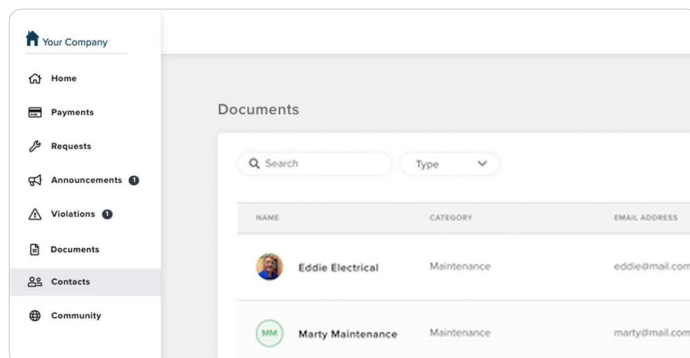 Your Company
Home
Payments
Requests
Announcements 1
Violations 1
Documents
Contacts
Community
Documents
Search
Type
NAME CATEGORY EMAIL ADDRESS
Eddie Electrical Maintenance eddie@mail.com
MM Marty Maintenance Maintenance marty@mail.com